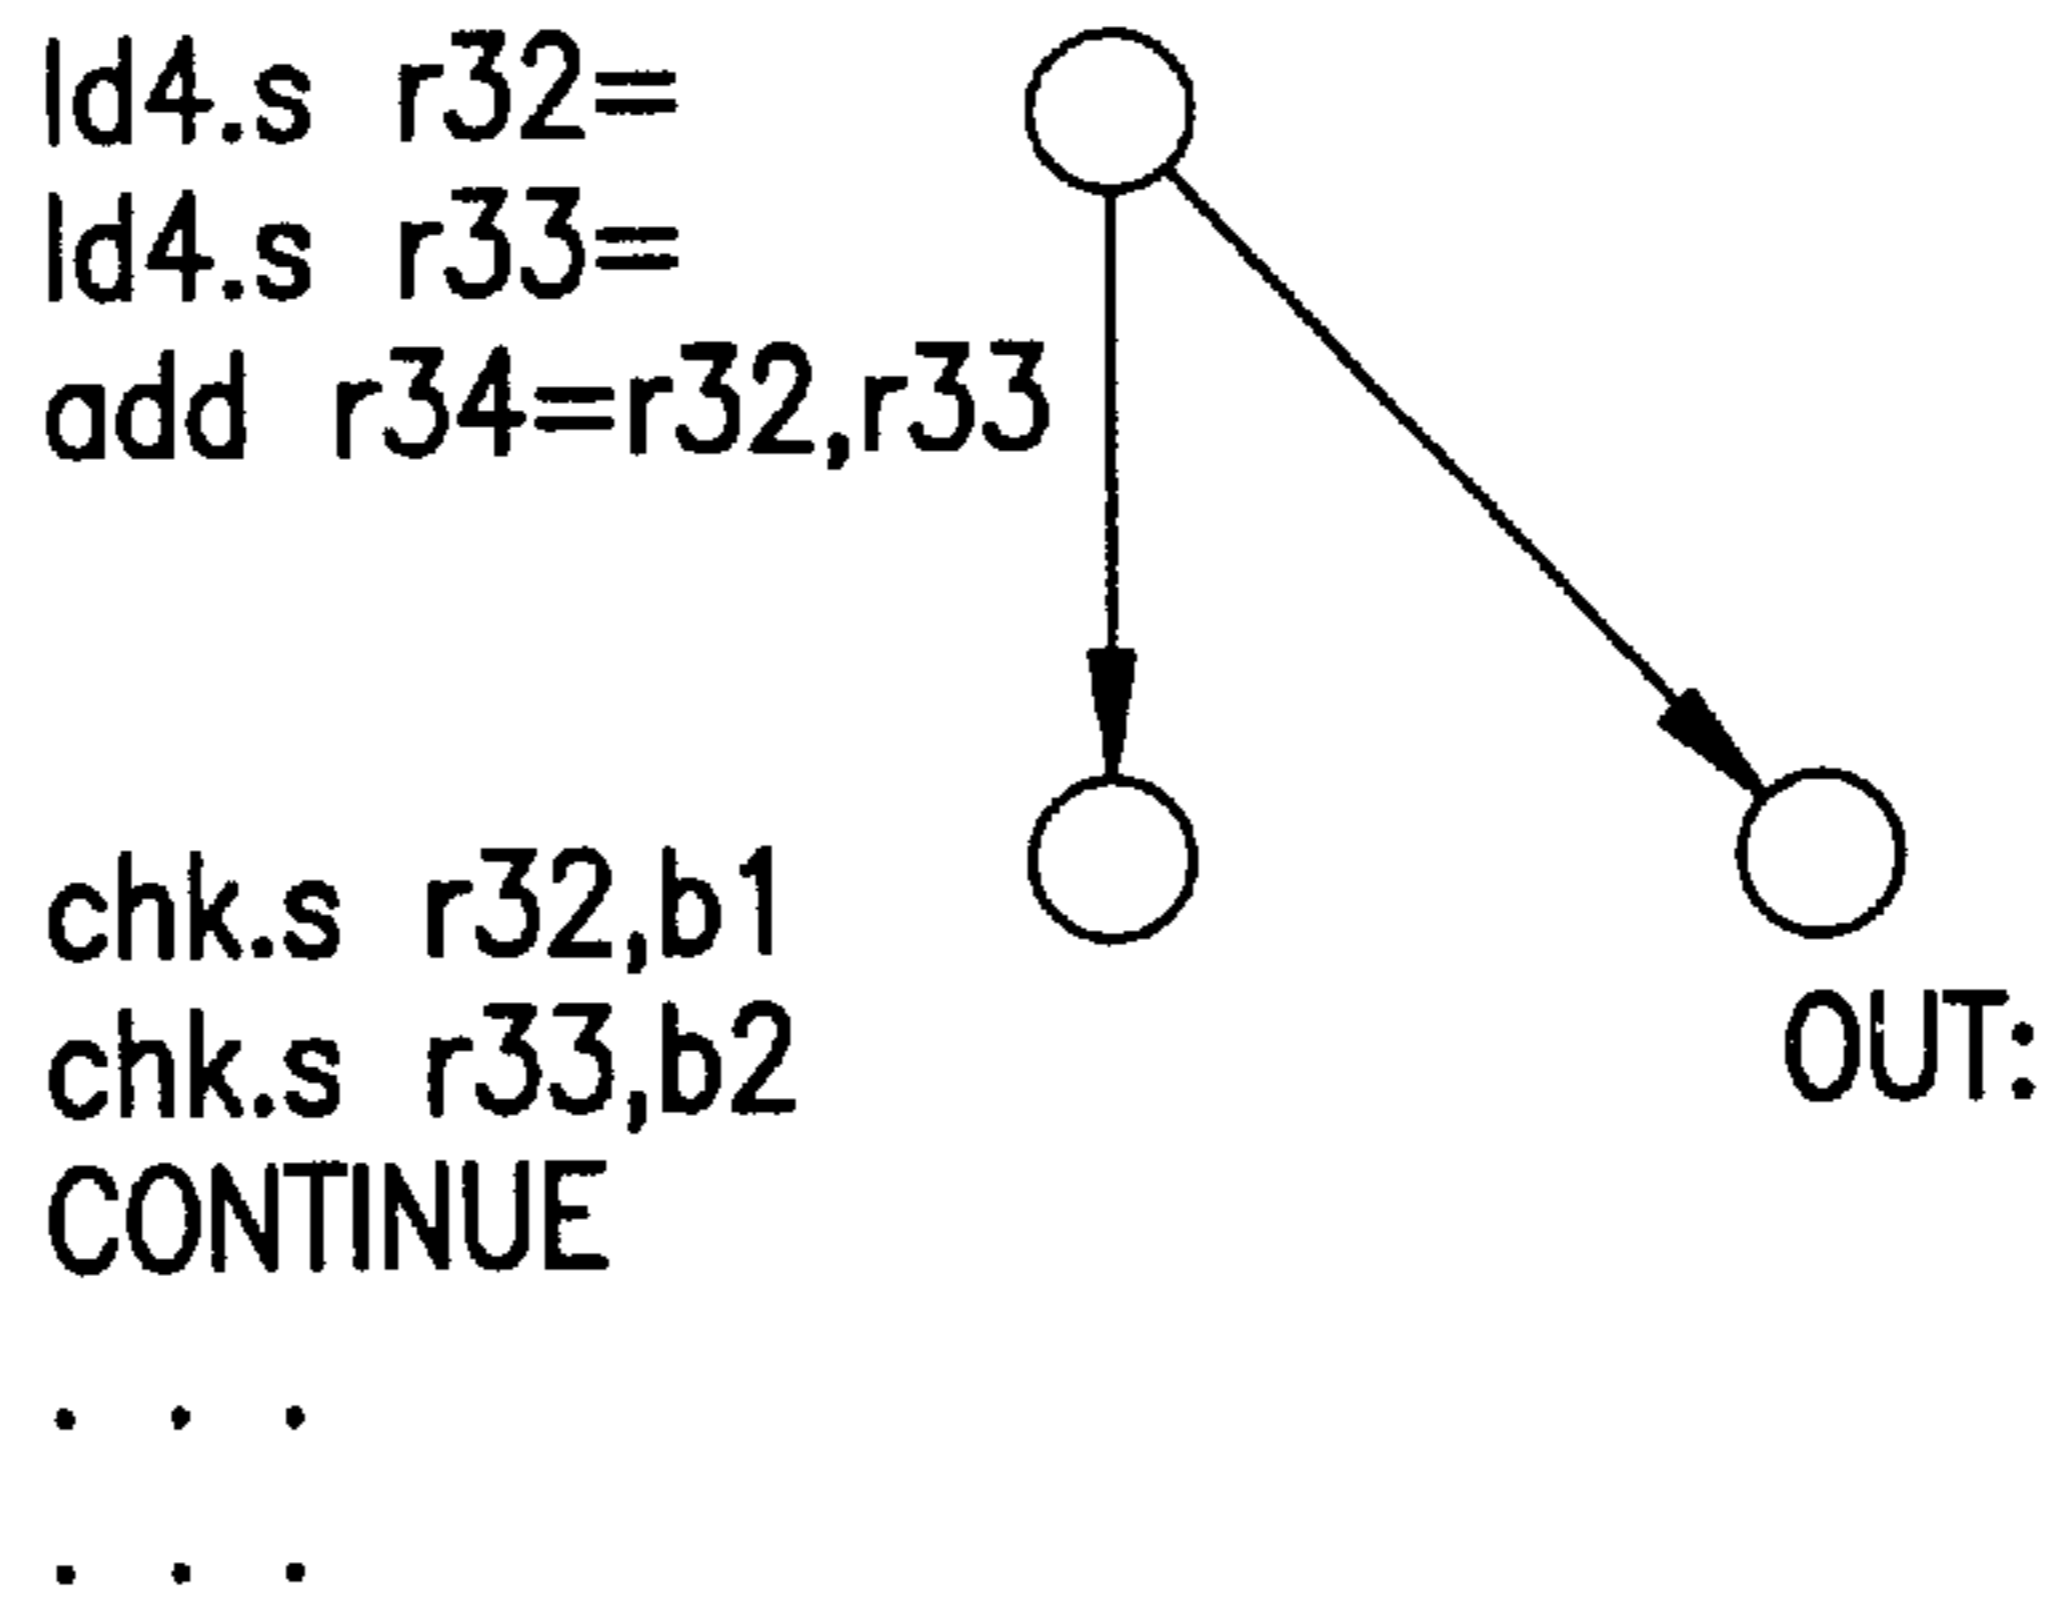 ld4.s r32=
ld4.s r33=
add r34=r32,r33
chk.s r32,b1
chk.s r33,b2
OUT:
CONTINUE
. . .
. . .